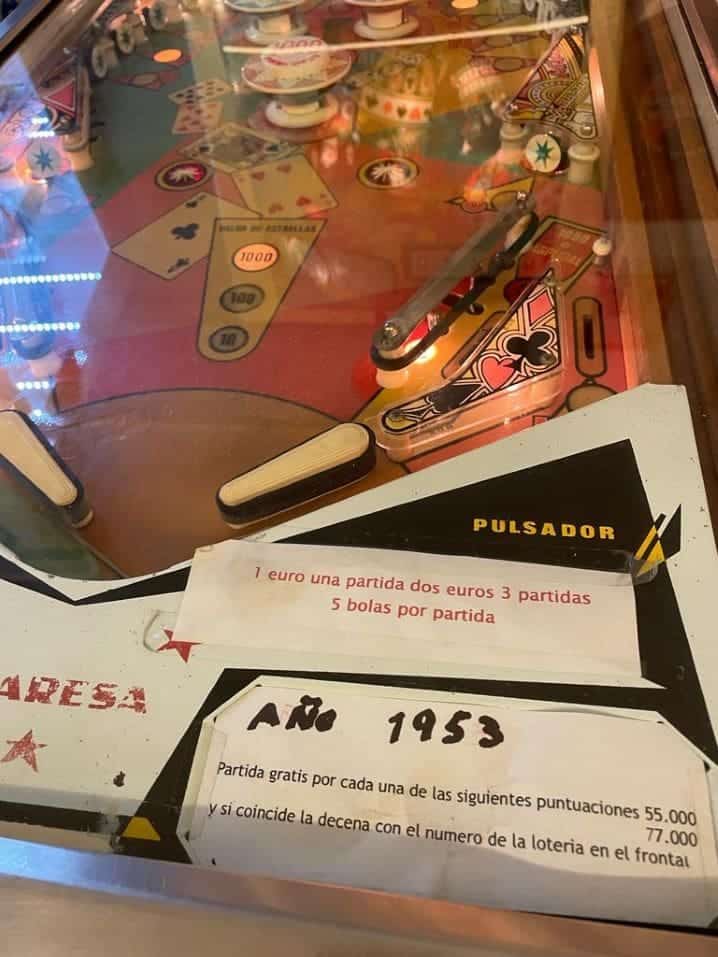 VALOR DE ESTRELLAS
1000
100
10
PULSADOR
1 euro una partida dos euros 3 partidas
5 bolas por partida
ARESA
AÑO 1953
Partida gratis por cada una de las siguientes puntuaciones 55.000
77.000
y si coincide la decena con el numero de la loteria en el frontal